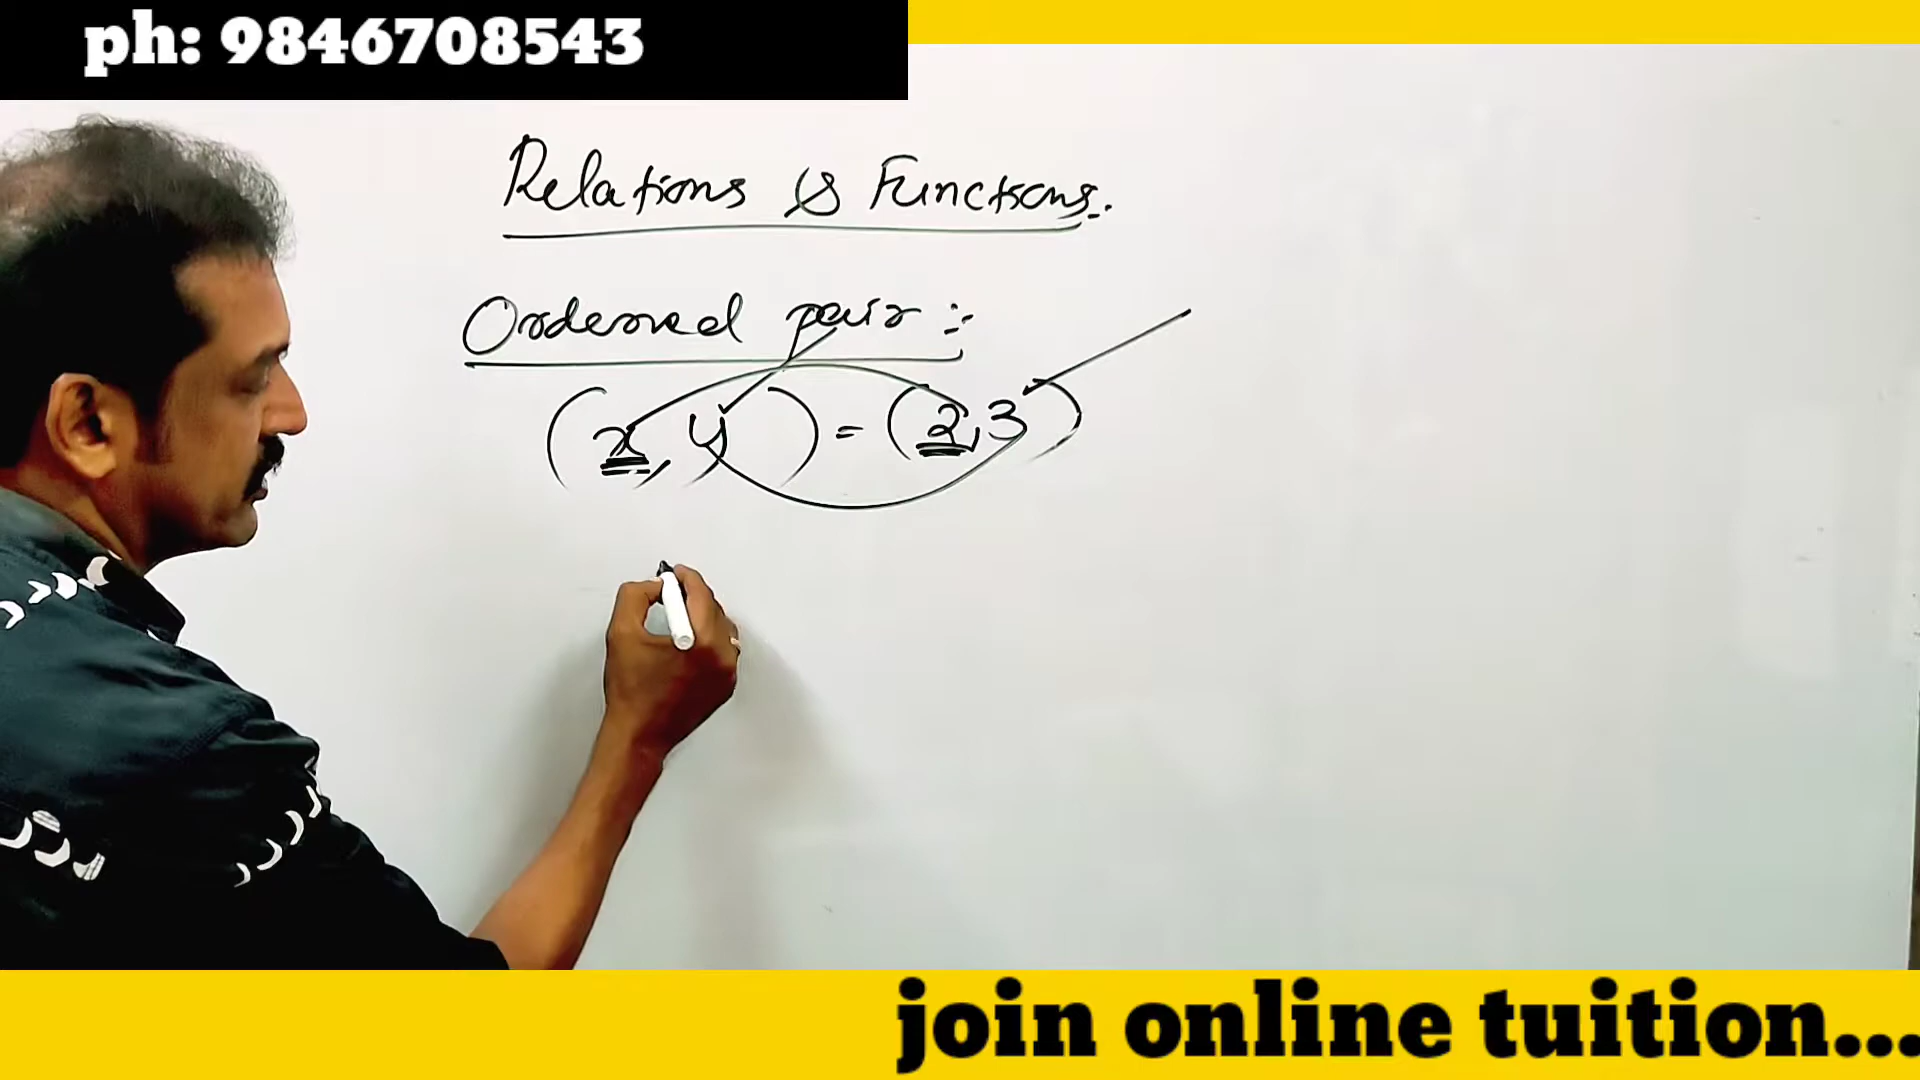 ph: 9846708543
Relations & Functions.
Ordered pair :-
(x, y) = (2, 3)
join online tuition...